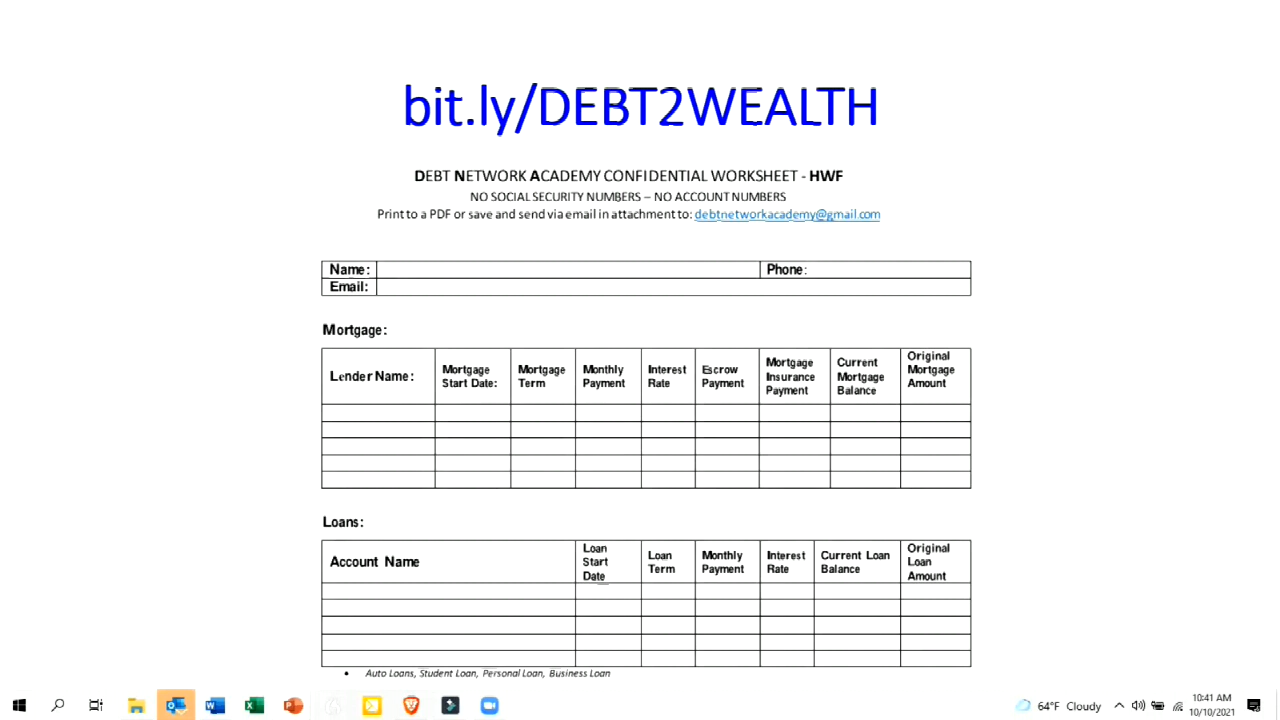 bit.ly/DEBT2WEALTH
DEBT NETWORK ACADEMY CONFIDENTIAL WORKSHEET - HWF
NO SOCIAL SECURITY NUMBERS – NO ACCOUNT NUMBERS
Print to a PDF or save and send via email in attachment to: debtnetworkacademy@gmail.com
Name: Phone:
Email:
Mortgage:
Lender Name: Mortgage Start Date: Mortgage Term Monthly Payment Interest Rate Escrow Payment Mortgage Insurance Payment Current Mortgage Balance Original Mortgage Amount
Loans:
Account Name Loan Start Date Loan Term Monthly Payment Interest Rate Current Loan Balance Original Loan Amount
• Auto Loans, Student Loan, Personal Loan, Business Loan
64°F Cloudy 10:41 AM
10/10/2021